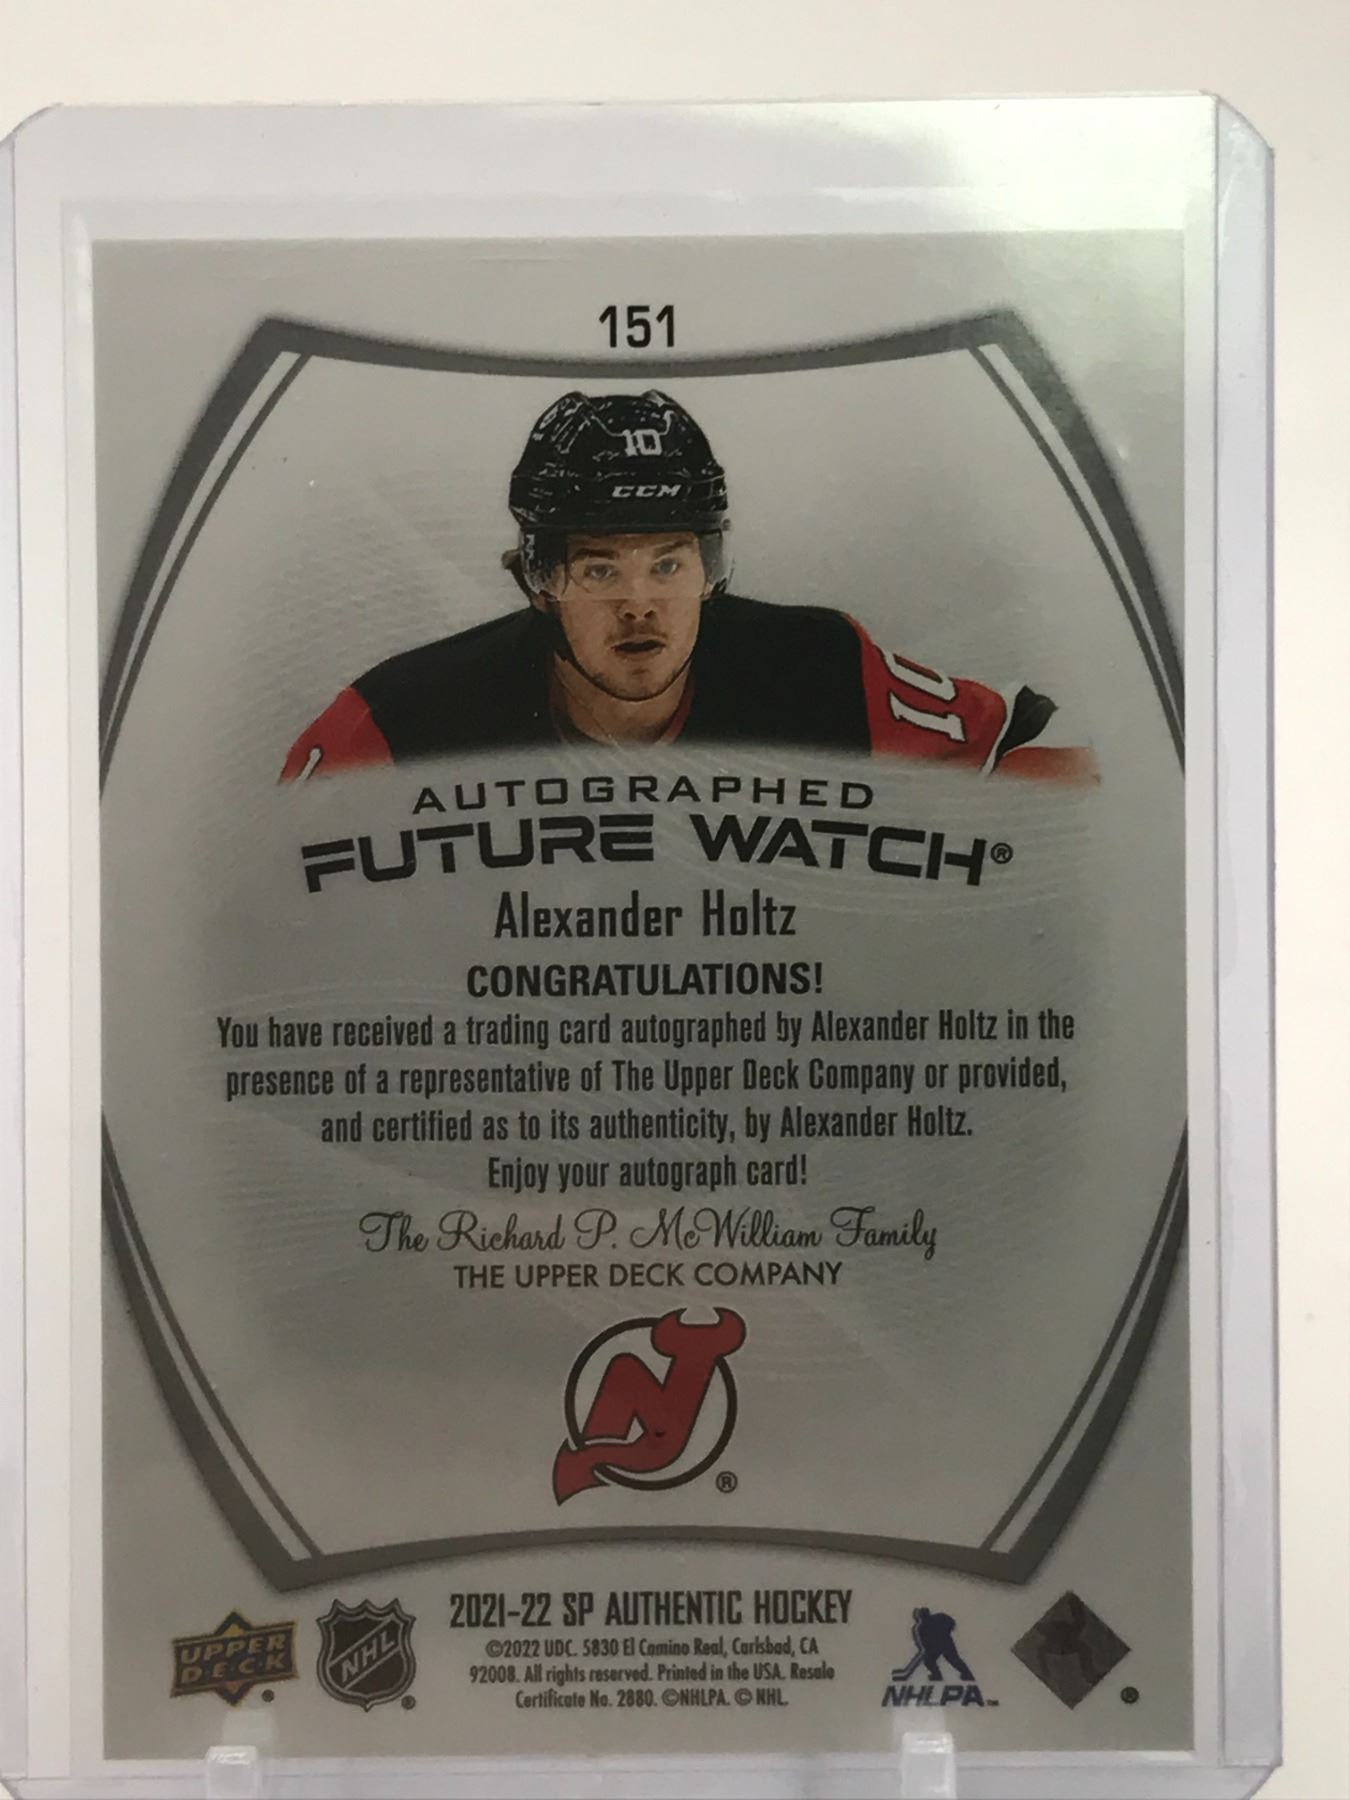 151
10
CCM
10
AUTOGRAPHED
FUTURE WATCH®
Alexander Holtz
CONGRATULATIONS!
You have received a trading card autographed by Alexander Holtz in the
presence of a representative of The Upper Deck Company or provided,
and certified as to its authenticity, by Alexander Holtz.
Enjoy your autograph card!
The Richard P. McWilliam Family
THE UPPER DECK COMPANY
®
2021-22 SP AUTHENTIC HOCKEY
©2022 UDC. 5830 El Camino Real, Carlsbad, CA
92008. All rights reserved. Printed in the USA. Resale
Certificate No. 2880. ©NHLPA. © NHL.
UPPER
D·E·C·K
®
NHL
®
NHLPA™
®